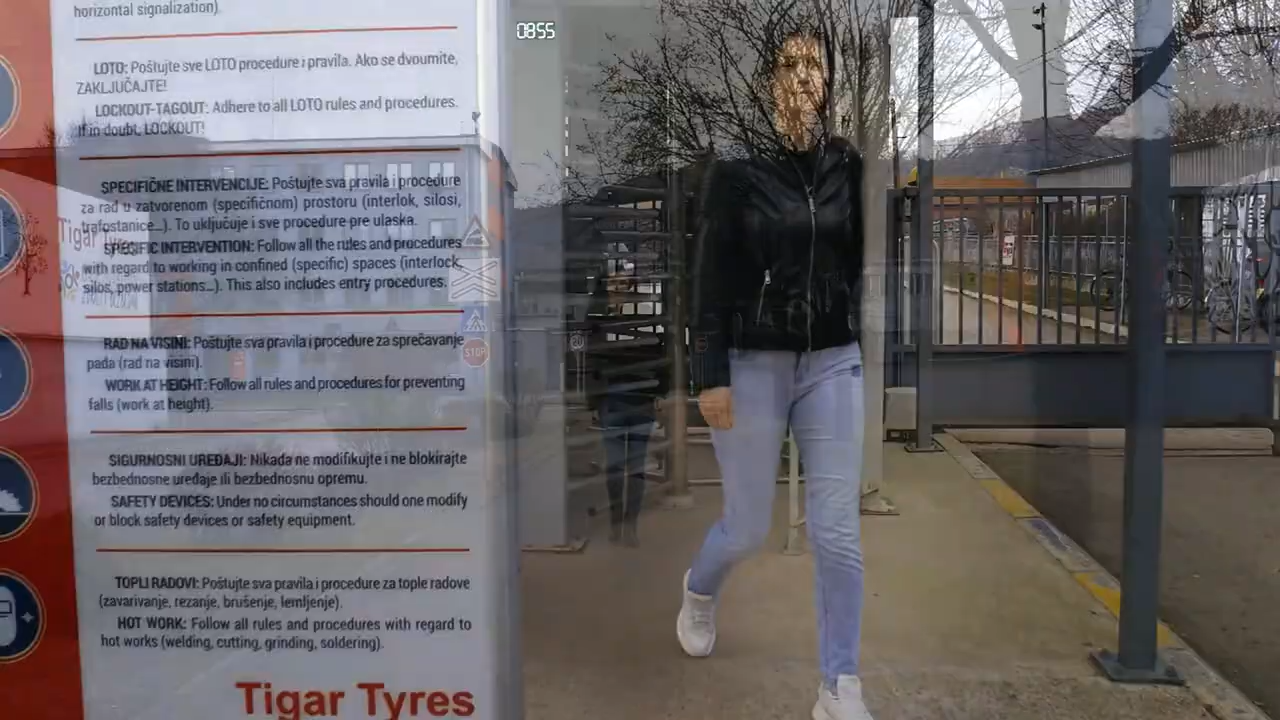 horizontal signalization).
0855
LOTO: Poštujte sve LOTO procedure i pravila. Ako se dvoumite,
ZAKLJUČAJTE!
LOCKOUT-TAGOUT: Adhere to all LOTO rules and procedures.
If in doubt, LOCKOUT!
SPECIFIČNE INTERVENCIJE: Poštujte sva pravila i procedure
za rad u zatvorenom (specifičnom) prostoru (interlok, silosi,
trafostanice...). To uključuje i sve procedure pre ulaska.
SPECIFIC INTERVENTION: Follow all the rules and procedures
with regard to working in confined (specific) spaces (interlock,
silos, power stations...). This also includes entry procedures.
Tigar Tyres
STOP
RAD NA VISINI: Poštujte sva pravila i procedure za sprečavanje
pada (rad na visini).
WORK AT HEIGHT: Follow all rules and procedures for preventing
falls (work at height).
SIGURNOSNI UREĐAJI: Nikada ne modifikujte i ne blokirajte
bezbednosne uređaje ili bezbednosnu opremu.
SAFETY DEVICES: Under no circumstances should one modify
or block safety devices or safety equipment.
TOPLI RADOVI: Poštujte sva pravila i procedure za tople radove
(zavarivanje, rezanje, brušenje, lemljenje).
HOT WORK: Follow all rules and procedures with regard to
hot works (welding, cutting, grinding, soldering).
Tigar Tyres